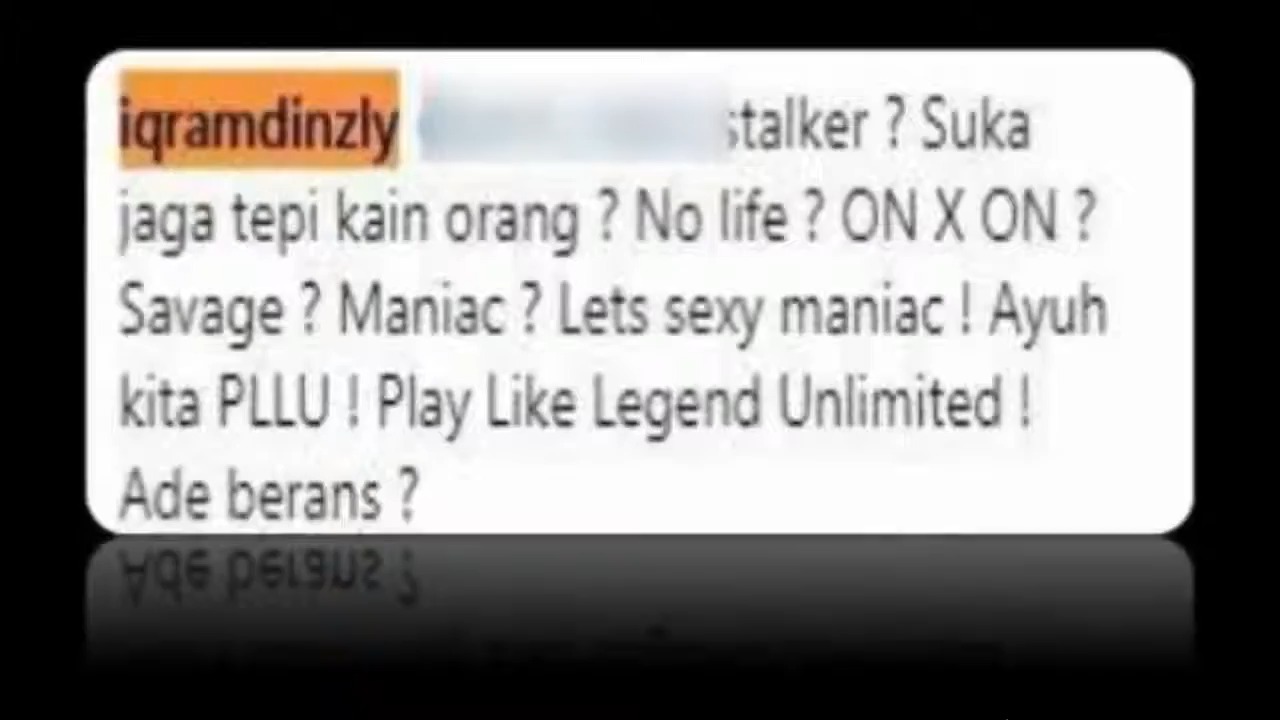 iqramdinzly stalker ? Suka
jaga tepi kain orang ? No life ? ON X ON ?
Savage ? Maniac ? Lets sexy maniac ! Ayuh
kita PLLU ! Play Like Legend Unlimited !
Ade berans ?